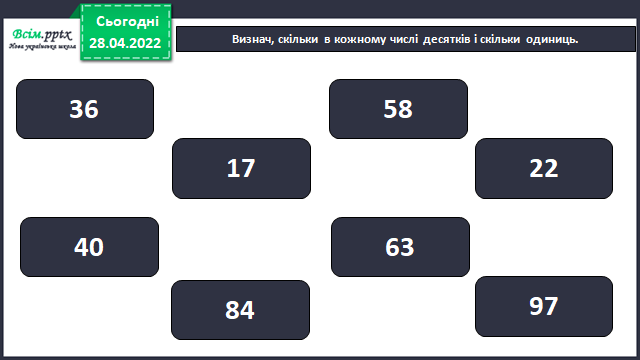 Всім.pptx
Нова українська школа
Сьогодні
28.04.2022
Визнач, скільки в кожному числі десятків і скільки одиниць.
36
58
17
22
40
63
84
97